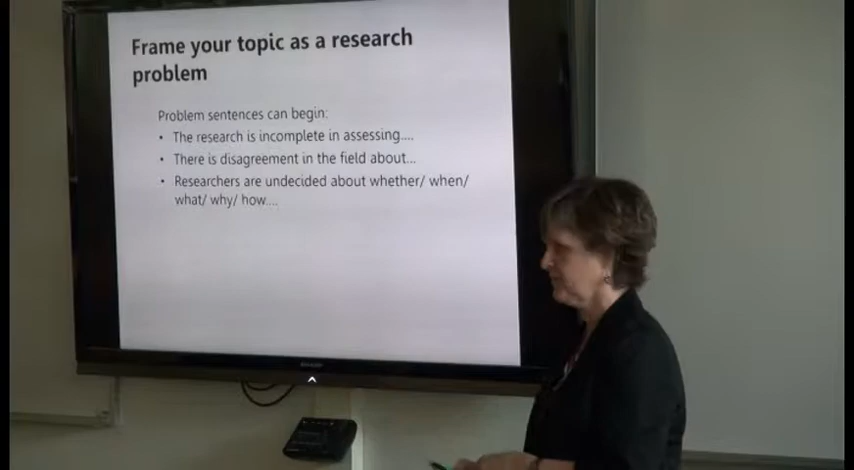 Frame your topic as a research
problem
Problem sentences can begin:
• The research is incomplete in assessing....
• There is disagreement in the field about...
• Researchers are undecided about whether/ when/
what/ why/ how....